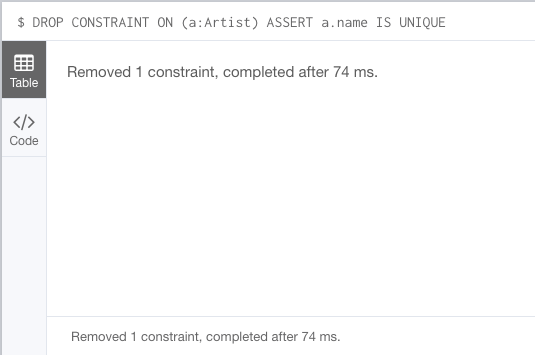 $ DROP CONSTRAINT ON (a:Artist) ASSERT a.name IS UNIQUE
Table
Removed 1 constraint, completed after 74 ms.
Code
Removed 1 constraint, completed after 74 ms.